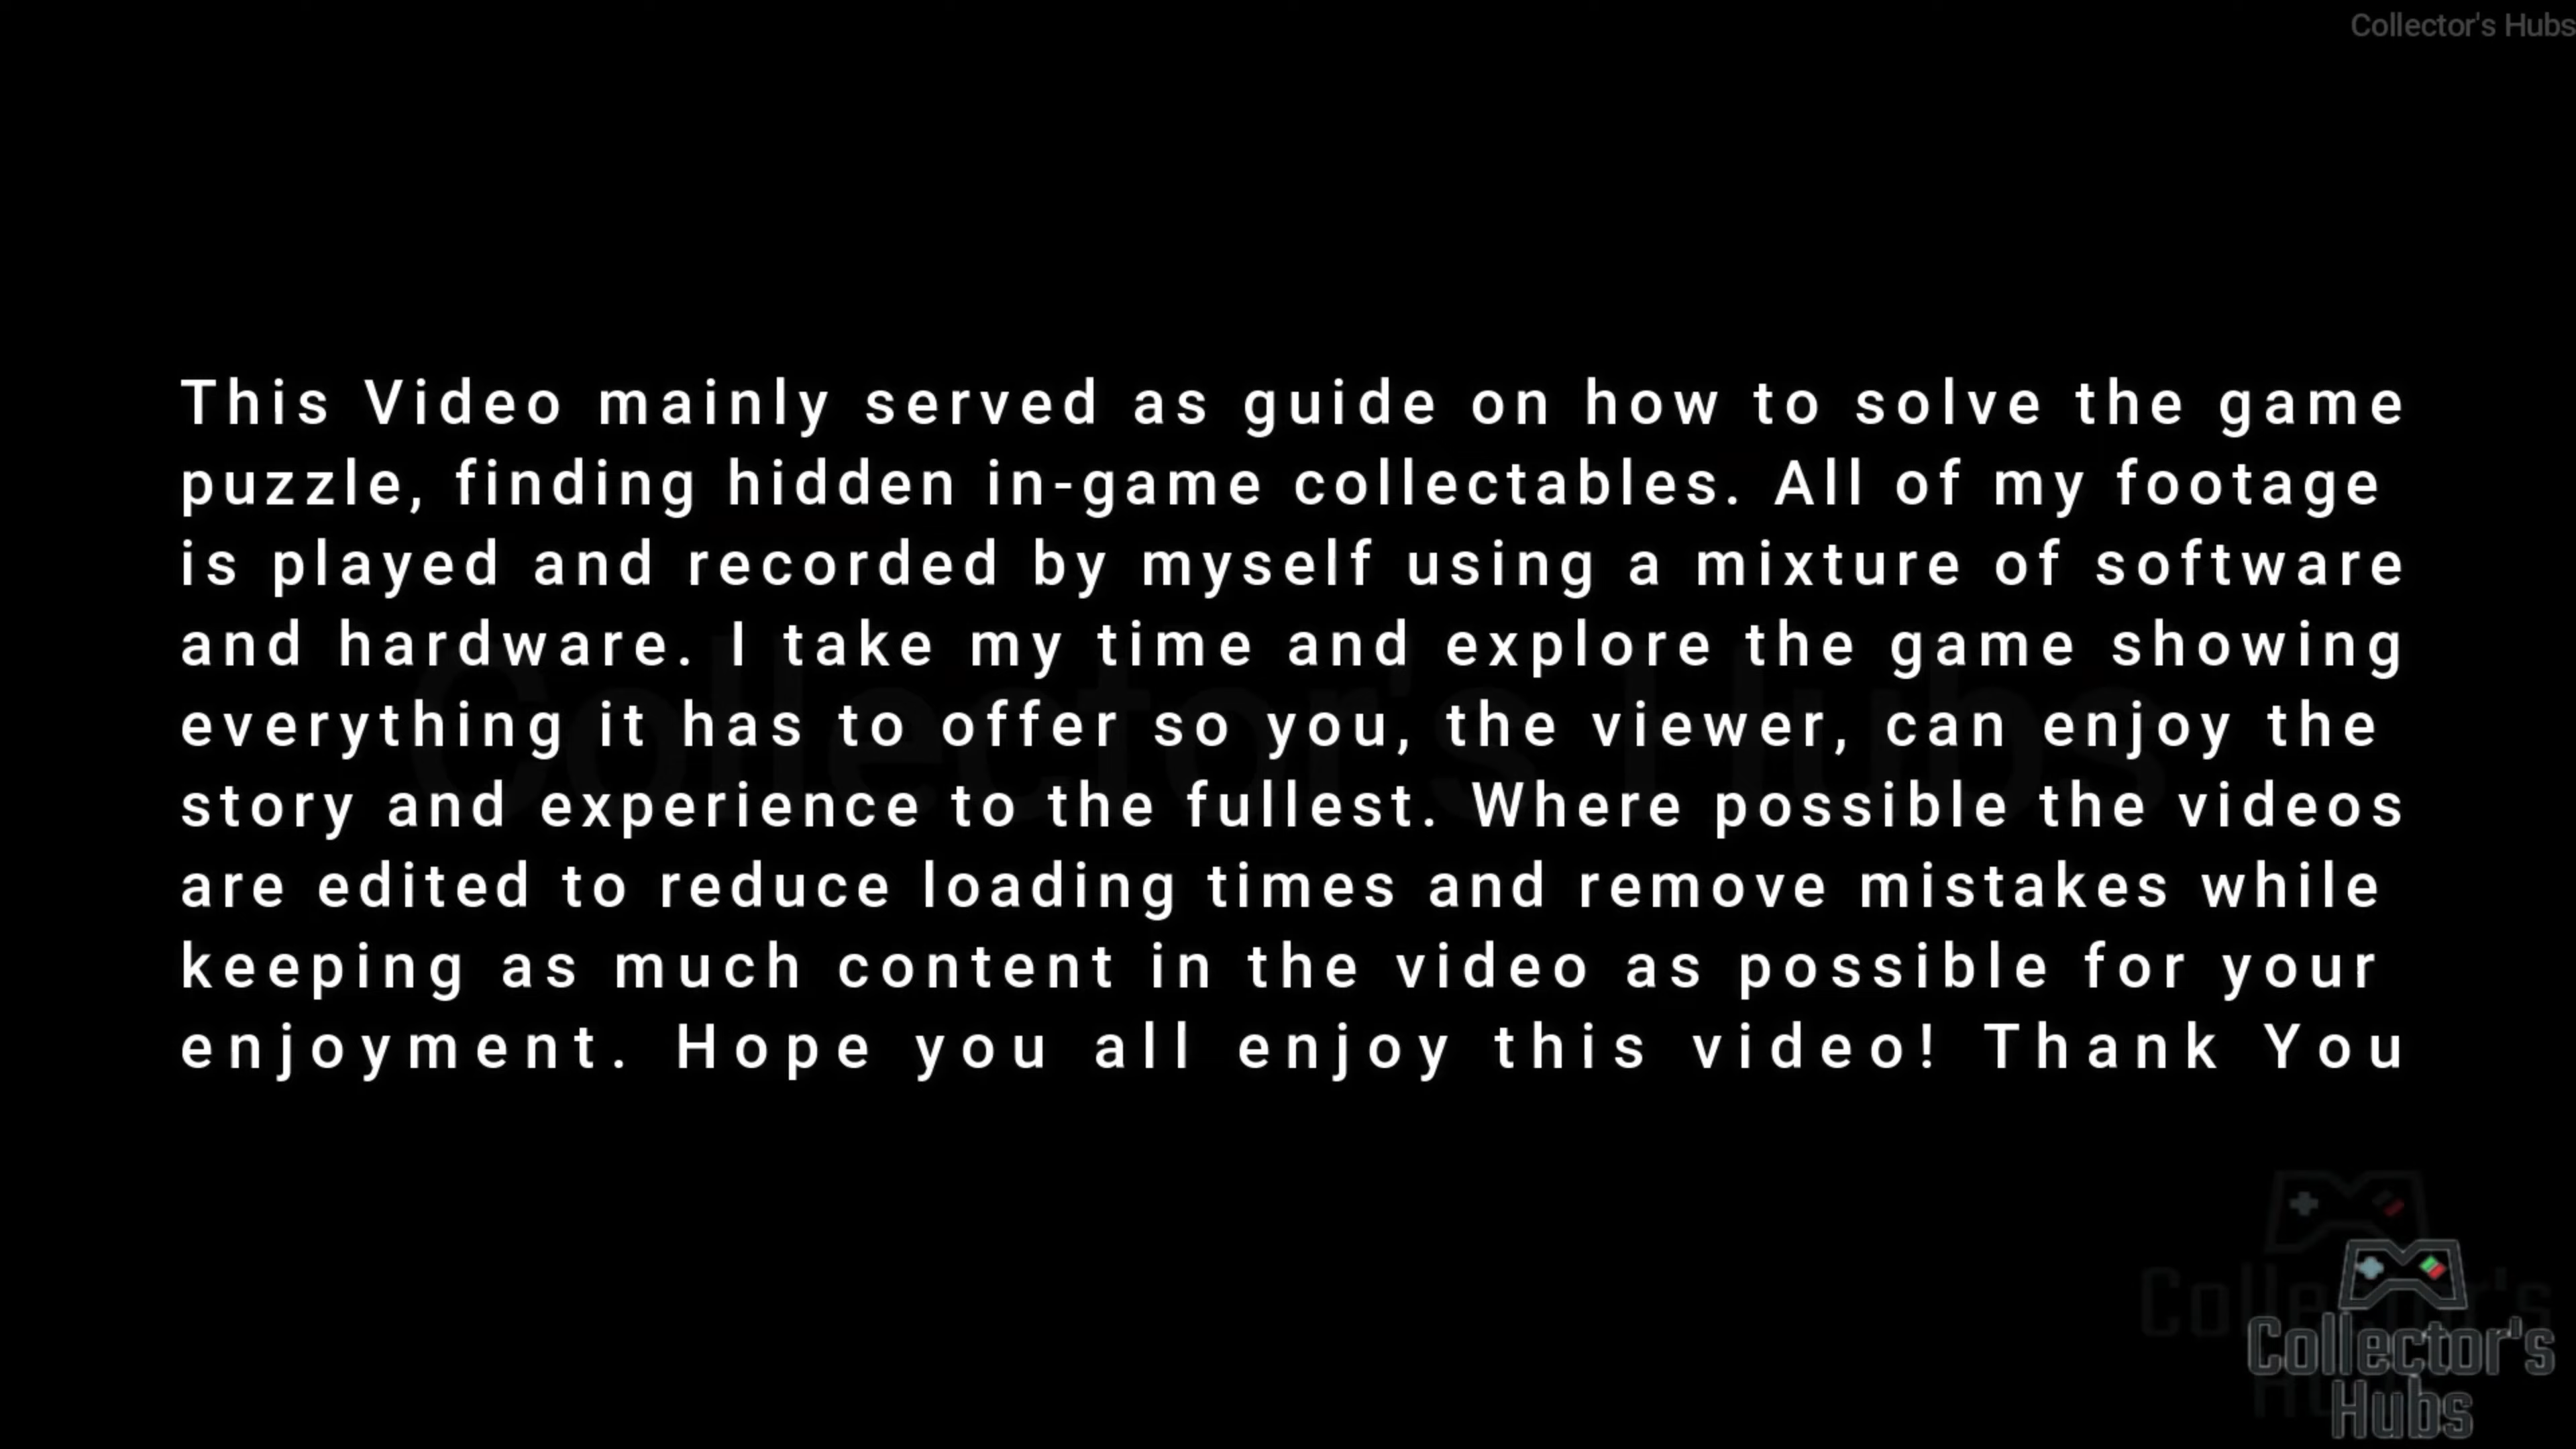 Collector's Hubs
This Video mainly served as guide on how to solve the game
puzzle, finding hidden in-game collectables. All of my footage
is played and recorded by myself using a mixture of software
and hardware. I take my time and explore the game showing
everything it has to offer so you, the viewer, can enjoy the
story and experience to the fullest. Where possible the videos
are edited to reduce loading times and remove mistakes while
keeping as much content in the video as possible for your
enjoyment. Hope you all enjoy this video! Thank You
Collector's Hubs
Collector's
Hubs
Collector's
Hubs